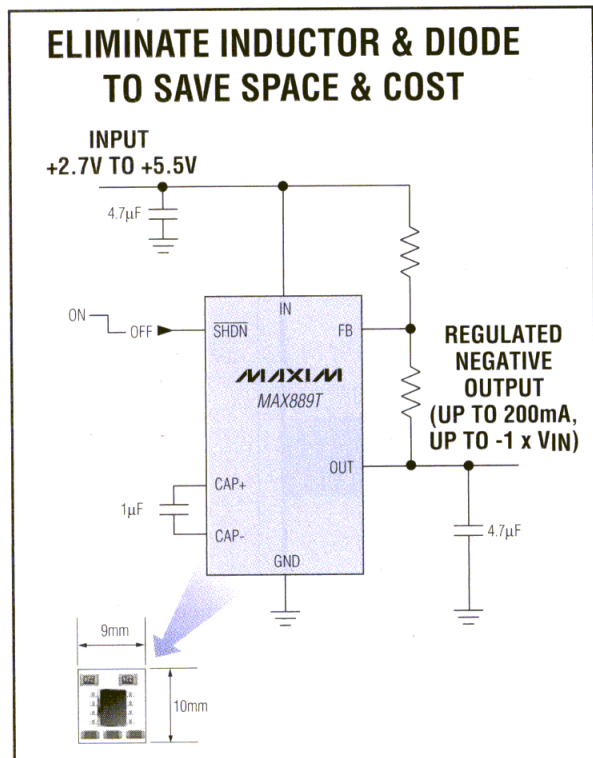 ELIMINATE INDUCTOR & DIODE
TO SAVE SPACE & COST
INPUT
+2.7V TO +5.5V
4.7μF
ON
OFF
IN
SHDN
FB
MAXIM
MAX889T
REGULATED
NEGATIVE
OUTPUT
(UP TO 200mA,
UP TO -1 x VIN)
OUT
CAP+
1μF
CAP-
4.7μF
GND
9mm
10mm